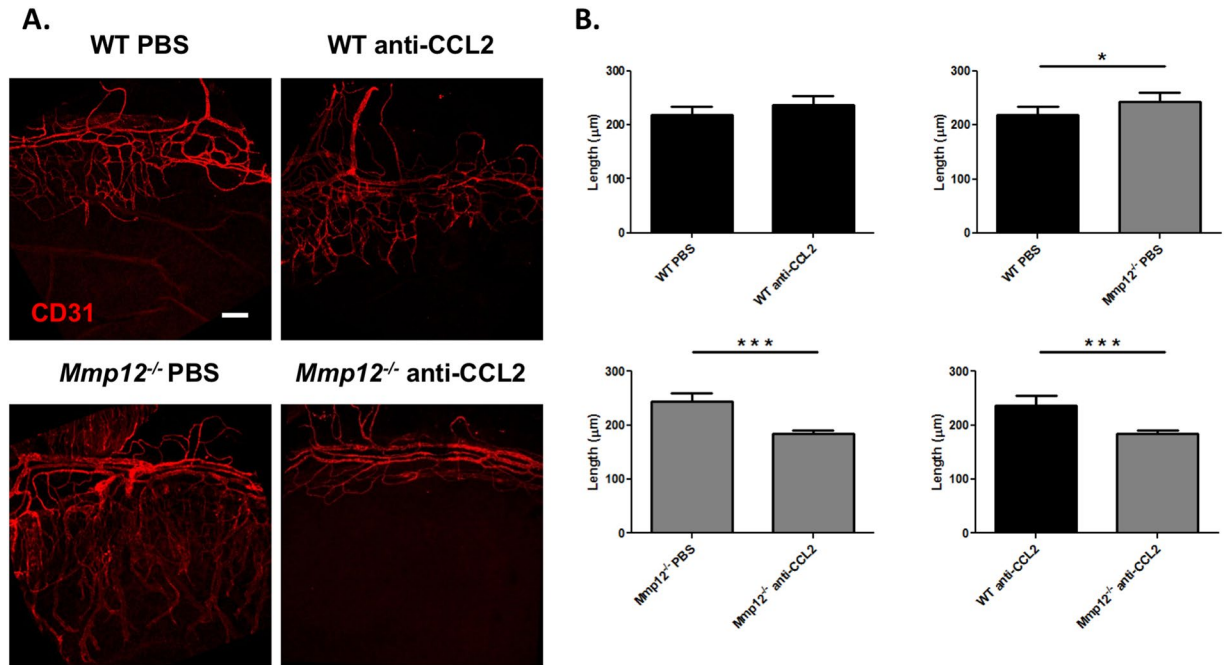 A.
WT PBS
WT anti-CCL2
CD31
Mmp12-/- PBS
Mmp12-/- anti-CCL2
B.
300
200
100
0
Length (μm)
WT PBS
WT anti-CCL2
*
300
200
100
0
Length (μm)
WT PBS
Mmp12-/- PBS
***
300
200
100
0
Length (μm)
Mmp12-/- PBS
Mmp12-/- anti-CCL2
***
300
200
100
0
Length (μm)
WT anti-CCL2
Mmp12-/- anti-CCL2